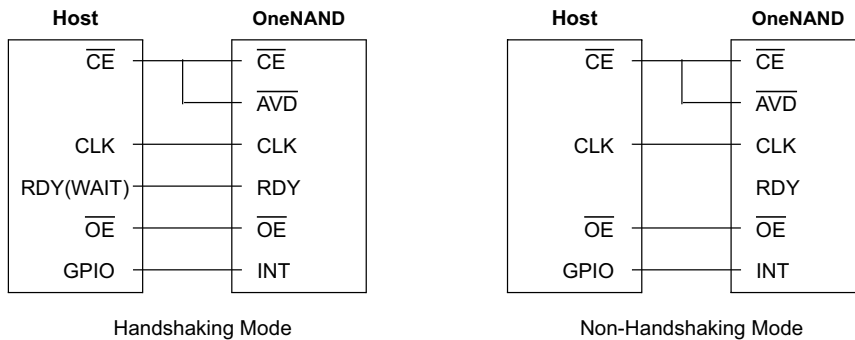 Host OneNAND
CE CE
AVD
CLK CLK
RDY(WAIT) RDY
OE OE
GPIO INT
Handshaking Mode
Host OneNAND
CE CE
AVD
CLK CLK
RDY
OE OE
GPIO INT
Non-Handshaking Mode